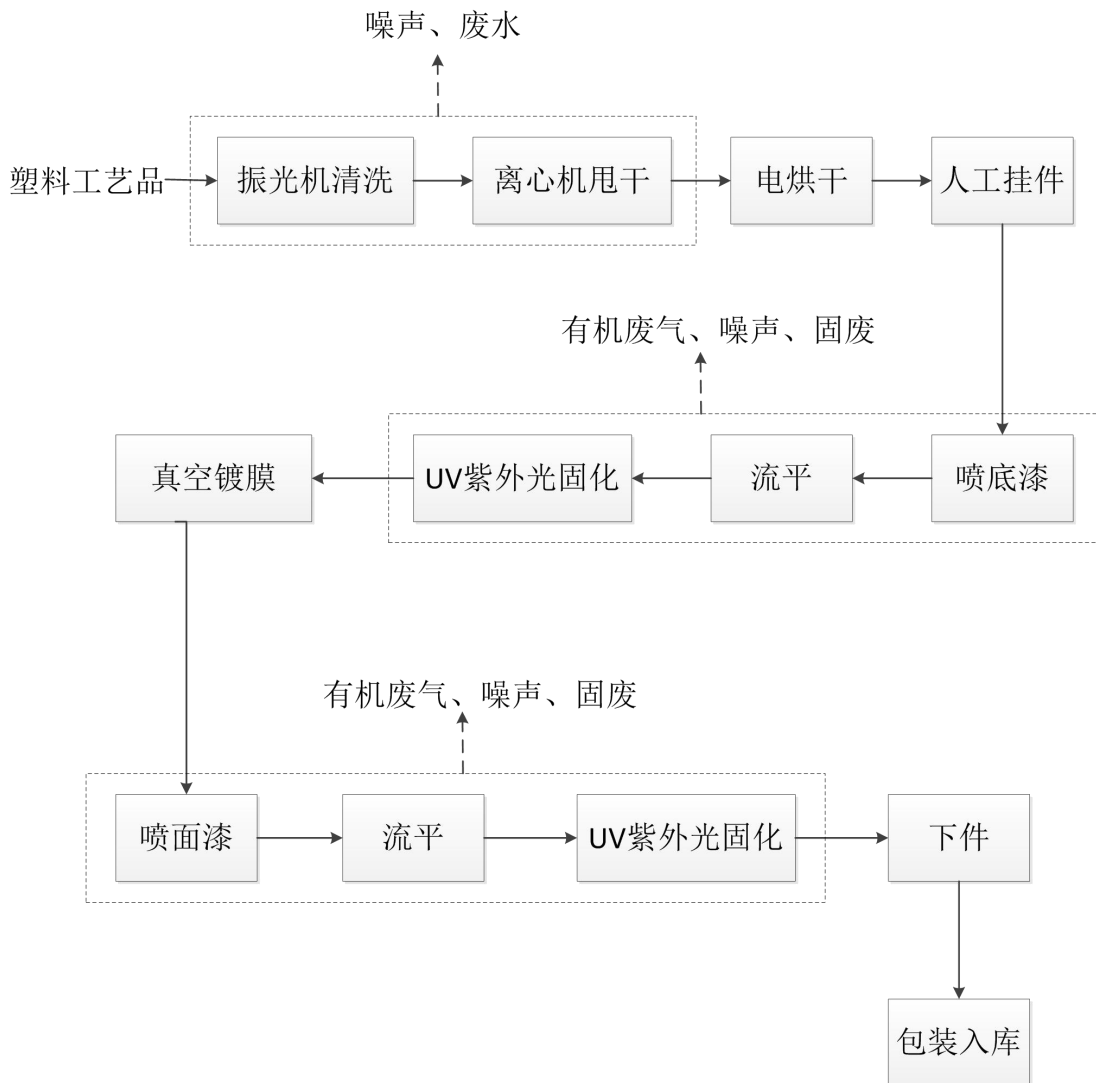 噪声、废水
塑料工艺品
振光机清洗
离心机甩干
电烘干
人工挂件
有机废气、噪声、固废
真空镀膜
UV紫外光固化
流平
喷底漆
有机废气、噪声、固废
喷面漆
流平
UV紫外光固化
下件
包装入库